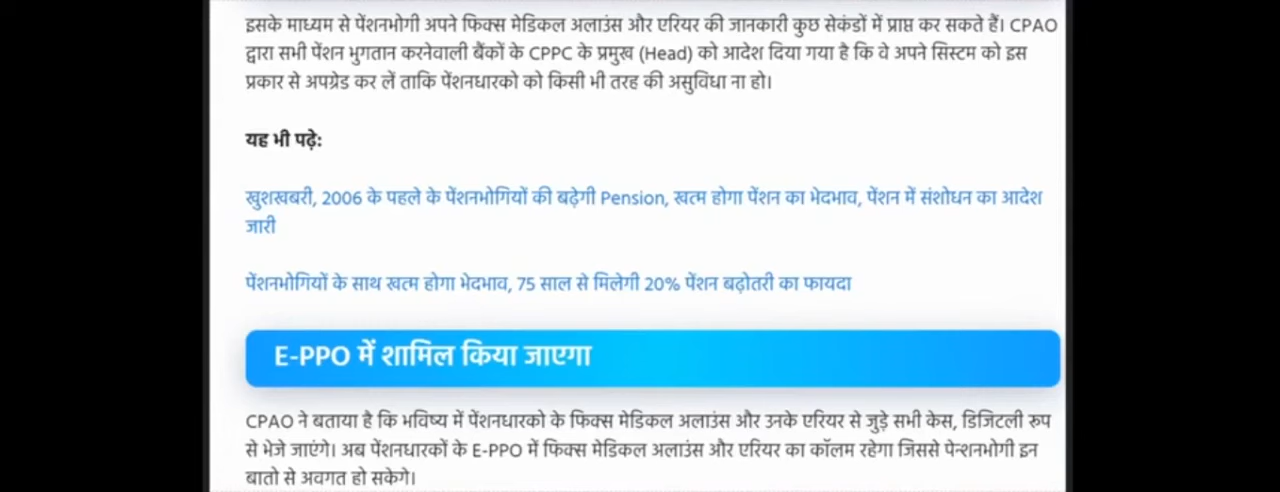 इसके माध्यम से पेंशनभोगी अपने फिक्स मेडिकल अलाउंस और एरियर की जानकारी कुछ सेकंडों में प्राप्त कर सकते हैं। CPAO
द्वारा सभी पेंशन भुगतान करनेवाली बैंकों के CPPC के प्रमुख (Head) को आदेश दिया गया है कि वे अपने सिस्टम को इस
प्रकार से अपग्रेड कर लें ताकि पेंशनधारको को किसी भी तरह की असुविधा ना हो।
यह भी पढ़े:
खुशखबरी, 2006 के पहले के पेंशनभोगियों की बढ़ेगी Pension, खत्म होगा पेंशन का भेदभाव, पेंशन में संशोधन का आदेश
जारी
पेंशनभोगियों के साथ खत्म होगा भेदभाव, 75 साल से मिलेगी 20% पेंशन बढ़ोतरी का फायदा
E-PPO में शामिल किया जाएगा
CPAO ने बताया है कि भविष्य में पेंशनधारको के फिक्स मेडिकल अलाउंस और उनके एरियर से जुड़े सभी केस, डिजिटली रूप
से भेजे जाएंगे। अब पेंशनधारकों के E-PPO में फिक्स मेडिकल अलाउंस और एरियर का कॉलम रहेगा जिससे पेन्शनभोगी इन
बातो से अवगत हो सकेगे।